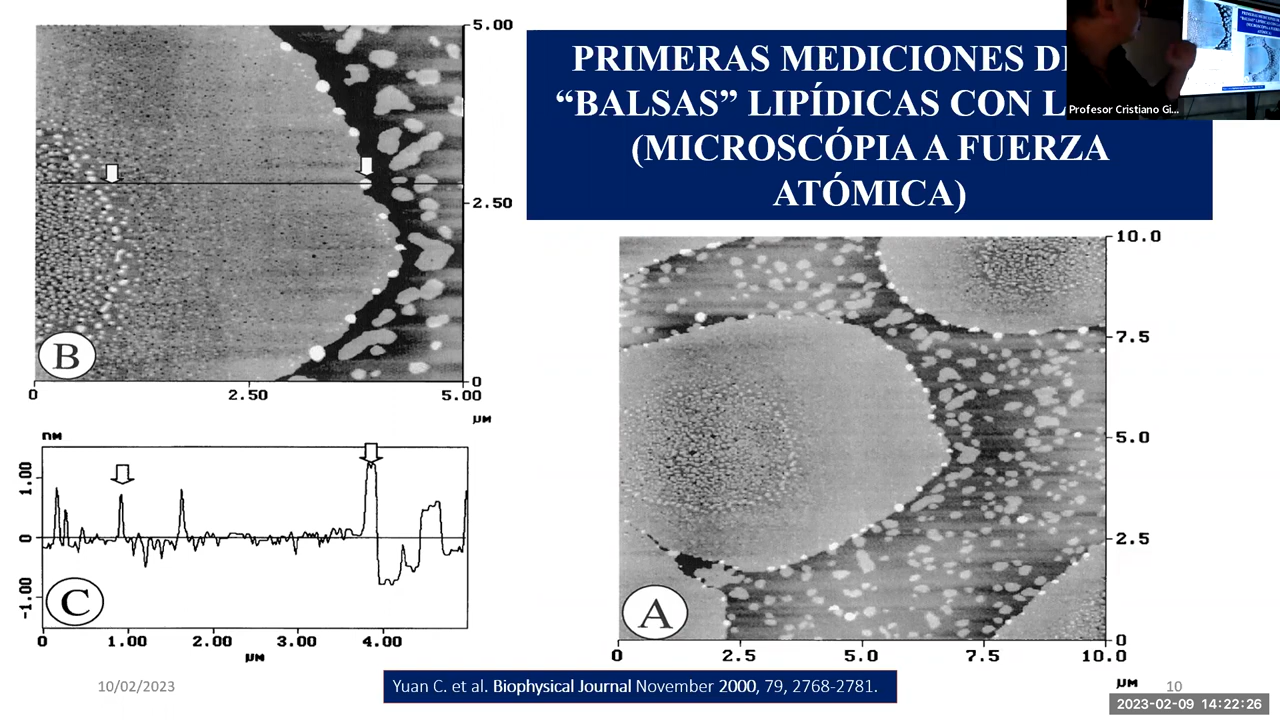 PRIMERAS MEDICIONES
“BALSAS” LIPÍDICAS CON
(MICROSCÓPIA A FUERZA
ATÓMICA)
Profesor Cristiano Gi...
5.00
2.50
0
B
0
2.50
5.00
µM
nM
1.00
0
-1.00
C
0
1.00
2.00
3.00
4.00
µM
10.0
7.5
5.0
2.5
0
A
0
2.5
5.0
7.5
10.0
µM
10/02/2023
Yuan C. et al. Biophysical Journal November 2000, 79, 2768-2781.
10
2023-02-09 14:22:26